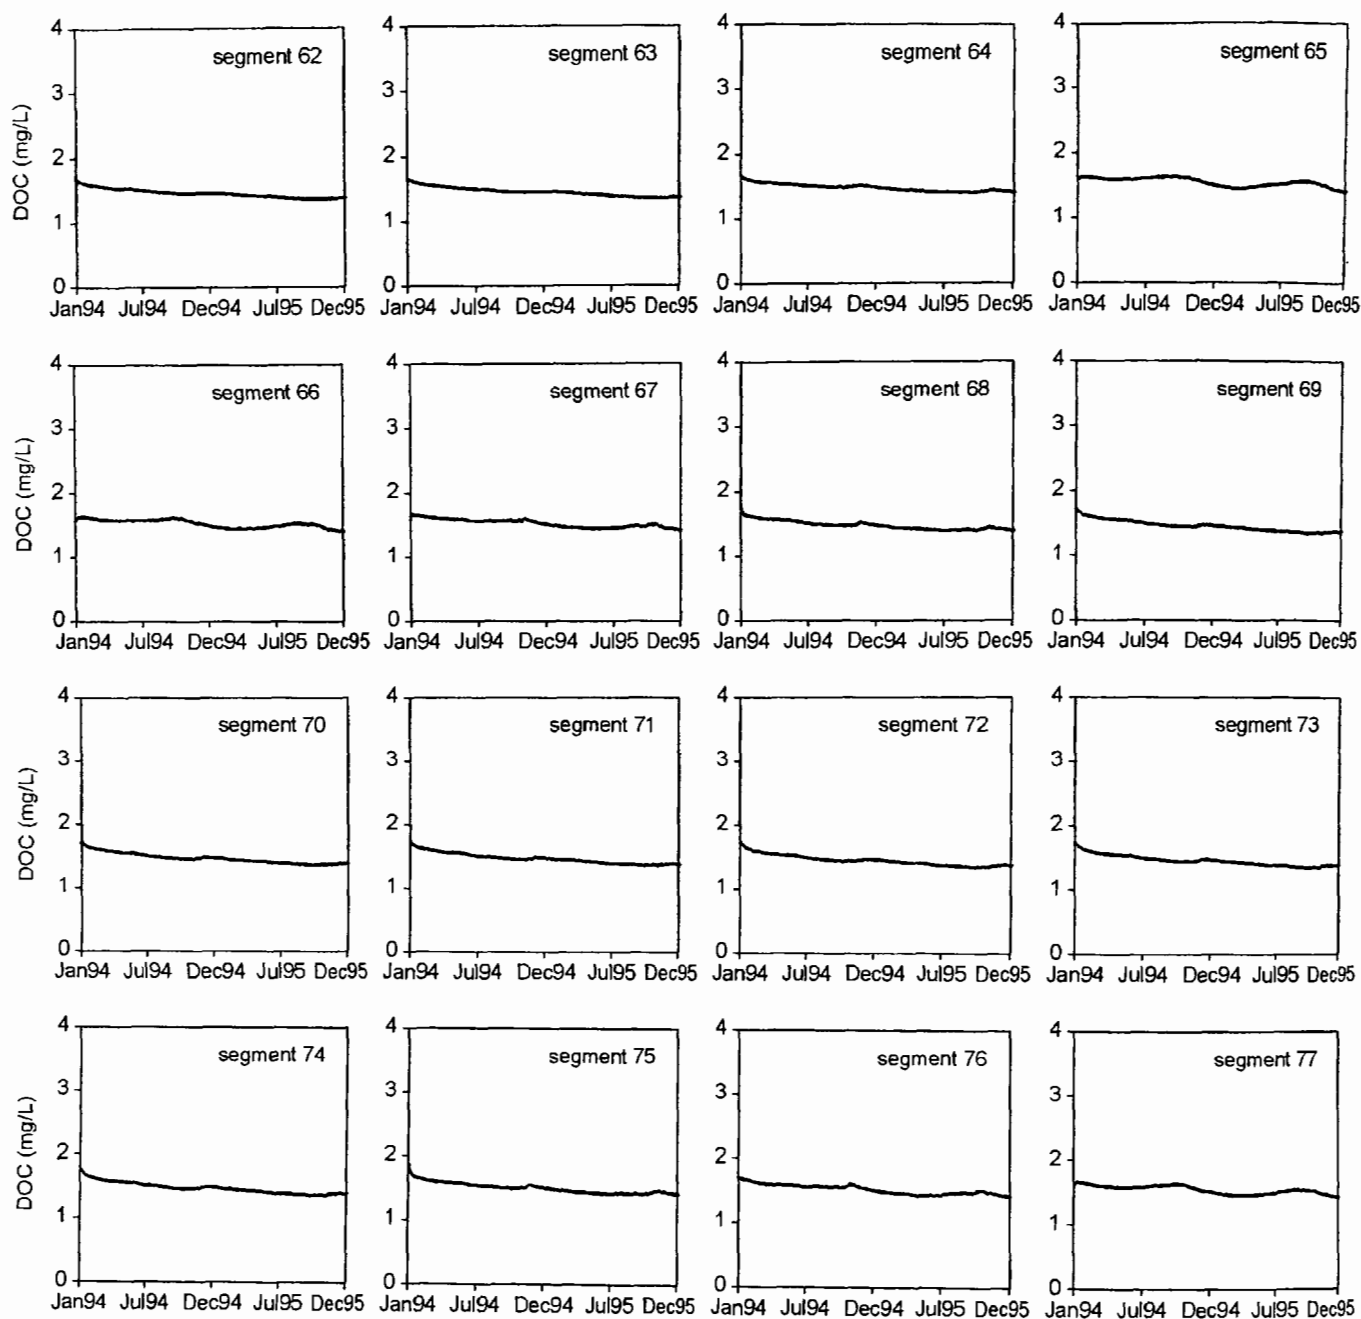 4 4 4 4
segment 62 segment 63 segment 64 segment 65
3 3 3 3
DOC (mg/L)
2 2 2 2
1 1 1 1
0 0 0 0
Jan94 Jul94 Dec94 Jul95 Dec95 Jan94 Jul94 Dec94 Jul95 Dec95 Jan94 Jul94 Dec94 Jul95 Dec95 Jan94 Jul94 Dec94 Jul95 Dec95
4 4 4 4
segment 66 segment 67 segment 68 segment 69
3 3 3 3
DOC (mg/L)
2 2 2 2
1 1 1 1
0 0 0 0
Jan94 Jul94 Dec94 Jul95 Dec95 Jan94 Jul94 Dec94 Jul95 Dec95 Jan94 Jul94 Dec94 Jul95 Dec95 Jan94 Jul94 Dec94 Jul95 Dec95
4 4 4 4
segment 70 segment 71 segment 72 segment 73
3 3 3 3
DOC (mg/L)
2 2 2 2
1 1 1 1
0 0 0 0
Jan94 Jul94 Dec94 Jul95 Dec95 Jan94 Jul94 Dec94 Jul95 Dec95 Jan94 Jul94 Dec94 Jul95 Dec95 Jan94 Jul94 Dec94 Jul95 Dec95
4 4 4 4
segment 74 segment 75 segment 76 segment 77
3 3 3 3
DOC (mg/L)
2 2 2 2
1 1 1 1
0 0 0 0
Jan94 Jul94 Dec94 Jul95 Dec95 Jan94 Jul94 Dec94 Jul95 Dec95 Jan94 Jul94 Dec94 Jul95 Dec95 Jan94 Jul94 Dec94 Jul95 Dec95